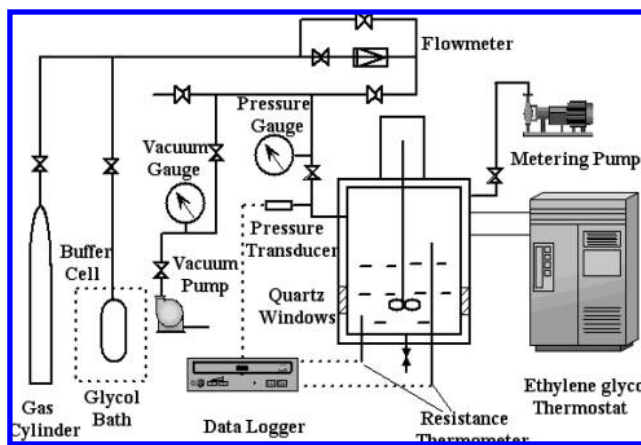 Flowmeter
Pressure
Gauge
Vacuum
Gauge
Metering Pump
Pressure
Transducer
Buffer
Cell
Vacuum
Pump
Quartz
Windows
Glycol
Bath
Gas
Cylinder
Data Logger
Resistance
Thermometer
Ethylene glyco
Thermostat